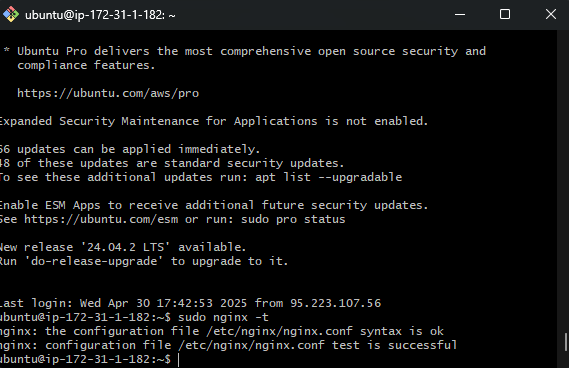 ubuntu@ip-172-31-1-182: ~
* Ubuntu Pro delivers the most comprehensive open source security and
compliance features.
https://ubuntu.com/aws/pro
Expanded Security Maintenance for Applications is not enabled.
66 updates can be applied immediately.
48 of these updates are standard security updates.
To see these additional updates run: apt list --upgradable
Enable ESM Apps to receive additional future security updates.
See https://ubuntu.com/esm or run: sudo pro status
New release '24.04.2 LTS' available.
Run 'do-release-upgrade' to upgrade to it.
Last login: Wed Apr 30 17:42:53 2025 from 95.223.107.56
ubuntu@ip-172-31-1-182:~$ sudo nginx -t
nginx: the configuration file /etc/nginx/nginx.conf syntax is ok
nginx: configuration file /etc/nginx/nginx.conf test is successful
ubuntu@ip-172-31-1-182:~$